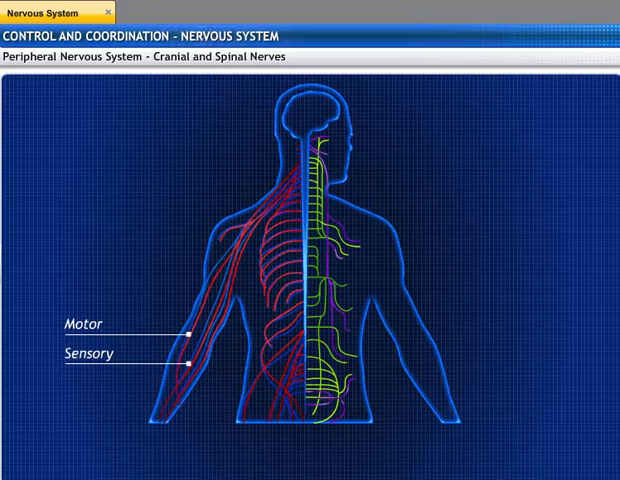 Nervous System
CONTROL AND COORDINATION - NERVOUS SYSTEM
Peripheral Nervous System - Cranial and Spinal Nerves
Motor
Sensory